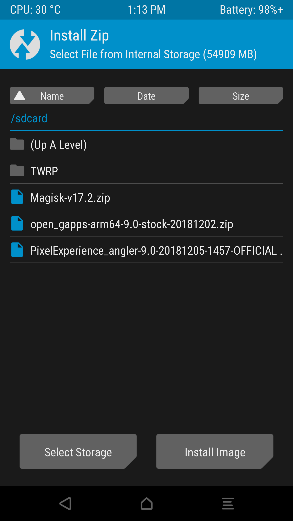 CPU: 30 °C 1:13 PM Battery: 98%+
Install Zip
Select File from Internal Storage (54909 MB)
Name Date Size
/sdcard
(Up A Level)
TWRP
Magisk-v17.2.zip
open_gapps-arm64-9.0-stock-20181202.zip
PixelExperience_angler-9.0-20181205-1457-OFFICIAL .
Select Storage Install Image